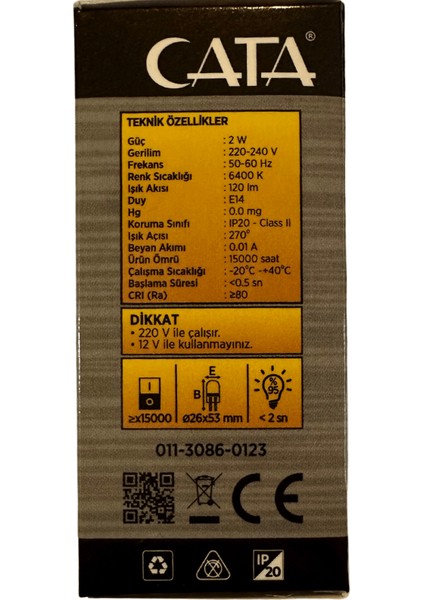 CATA®
TEKNİK ÖZELLİKLER
Güç : 2 W
Gerilim : 220-240 V
Frekans : 50-60 Hz
Renk Sıcaklığı : 6400 K
Işık Akısı : 120 lm
Duy : E14
Hg : 0.0 mg
Koruma Sınıfı : IP20 - Class II
Işık Açısı : 270°
Beyan Akımı : 0.01 A
Ürün Ömrü : 15000 saat
Çalışma Sıcaklığı : -20°C -+40°C
Başlama Süresi : <0.5 sn
CRI (Ra) : ≥80
DİKKAT
• 220 V ile çalışır.
• 12 V ile kullanmayınız.
E
B
%95
≥x15000 ø26x53 mm < 2 sn
011-3086-0123
CE
IP
20